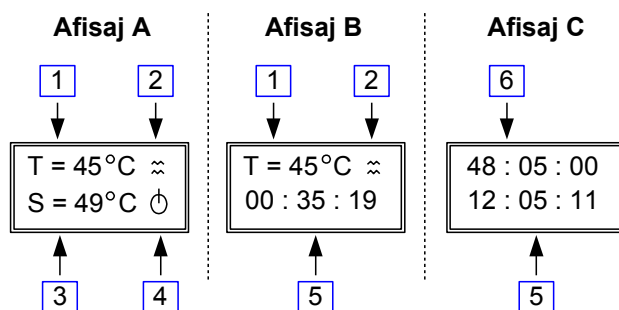 Afisaj A
Afisaj B
Afisaj C
1 2
1 2
6
T = 45°C
S = 49°C
T = 45°C
00 : 35 : 19
48 : 05 : 00
12 : 05 : 11
3 4
5
5